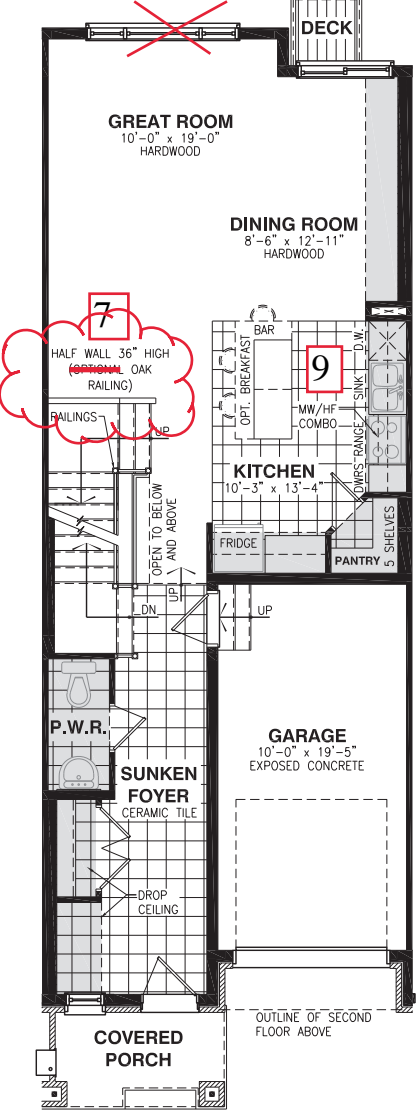 DECK
GREAT ROOM
10'-0" x 19'-0"
HARDWOOD
DINING ROOM
8'-6" x 12'-11"
HARDWOOD
7
HALF WALL 36" HIGH
(OPTIONAL OAK
RAILING)
RAILINGS
UP
BAR
OPT. BREAKFAST
9
D.W.
SINK
MW/HF
COMBO
RANGE
DWRS
KITCHEN
10'-3" x 13'-4"
OPEN TO BELOW
AND ABOVE
FRIDGE
PANTRY
5 SHELVES
UP
DN
UP
P.W.R.
GARAGE
10'-0" x 19'-5"
EXPOSED CONCRETE
SUNKEN
FOYER
CERAMIC TILE
DROP
CEILING
OUTLINE OF SECOND
FLOOR ABOVE
COVERED
PORCH